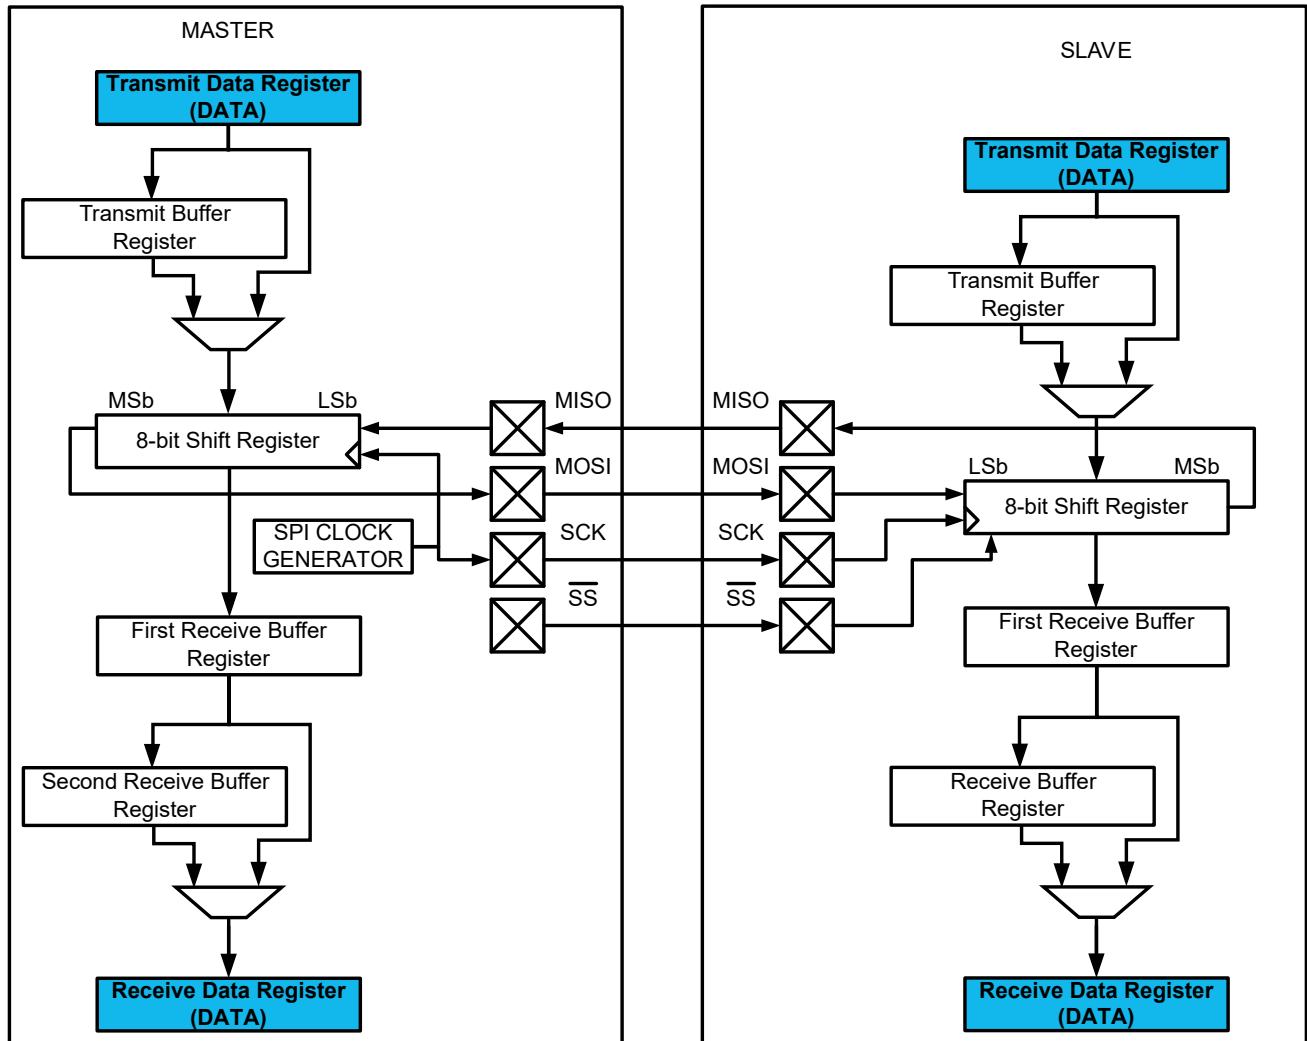 MASTER
Transmit Data Register
(DATA)
Transmit Buffer
Register
MSb
LSb
8-bit Shift Register
SPI CLOCK
GENERATOR
MISO
MOSI
SCK
SS
First Receive Buffer
Register
Second Receive Buffer
Register
Receive Data Register
(DATA)
SLAVE
Transmit Data Register
(DATA)
Transmit Buffer
Register
MISO
MOSI
SCK
SS
LSb
MSb
8-bit Shift Register
First Receive Buffer
Register
Receive Buffer
Register
Receive Data Register
(DATA)